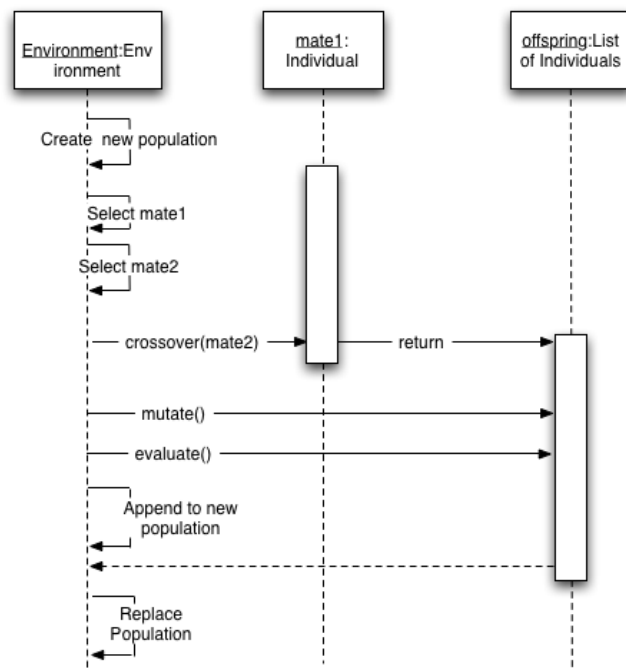 Environment:Env
ironment
mate1:
Individual
offspring:List
of Individuals
Create new population
Select mate1
Select mate2
crossover(mate2)
return
mutate()
evaluate()
Append to new
population
Replace
Population